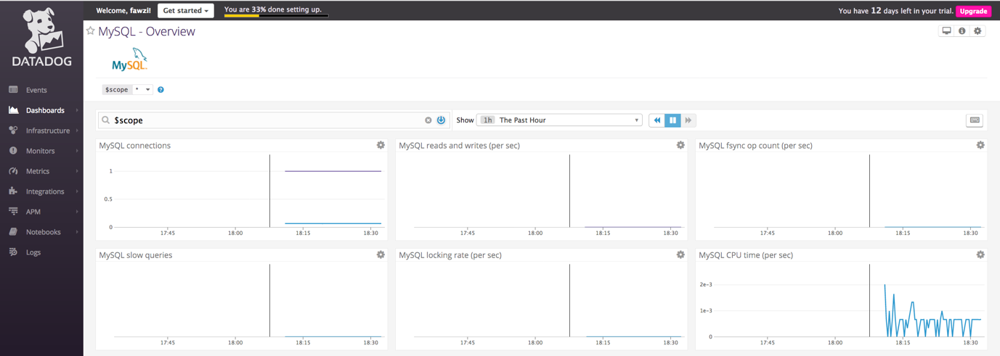 Welcome, fawzi! Get started You are 33% done setting up. You have 12 days left in your trial. Upgrade
DATADOG
Events
Dashboards
Infrastructure
Monitors
Metrics
Integrations
APM
Notebooks
Logs
MySQL - Overview
MySQL
$scope *
$scope Show 1h The Past Hour
MySQL connections
1
0.5
0
17:45 18:00 18:15 18:30
MySQL reads and writes (per sec)
17:45 18:00 18:15 18:30
MySQL fsync op count (per sec)
17:45 18:00 18:15 18:30
MySQL slow queries
17:45 18:00 18:15 18:30
MySQL locking rate (per sec)
17:45 18:00 18:15 18:30
MySQL CPU time (per sec)
2e-3
1e-3
0
17:45 18:00 18:15 18:30